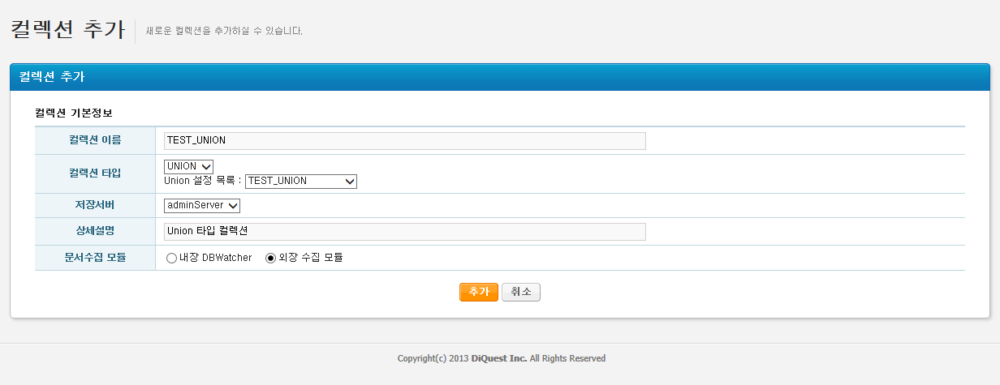 컬렉션 추가 새로운 컬렉션을 추가하실 수 있습니다.
컬렉션 추가
컬렉션 기본정보
컬렉션 이름 TEST_UNION
컬렉션 타입 UNION
Union 설정 목록 : TEST_UNION
저장서버 adminServer
상세설명 Union 타입 컬렉션
문서수집 모듈 내장 DBWatcher 외장 수집 모듈
추가 취소
Copyright(c) 2013 DiQuest Inc. All Rights Reserved